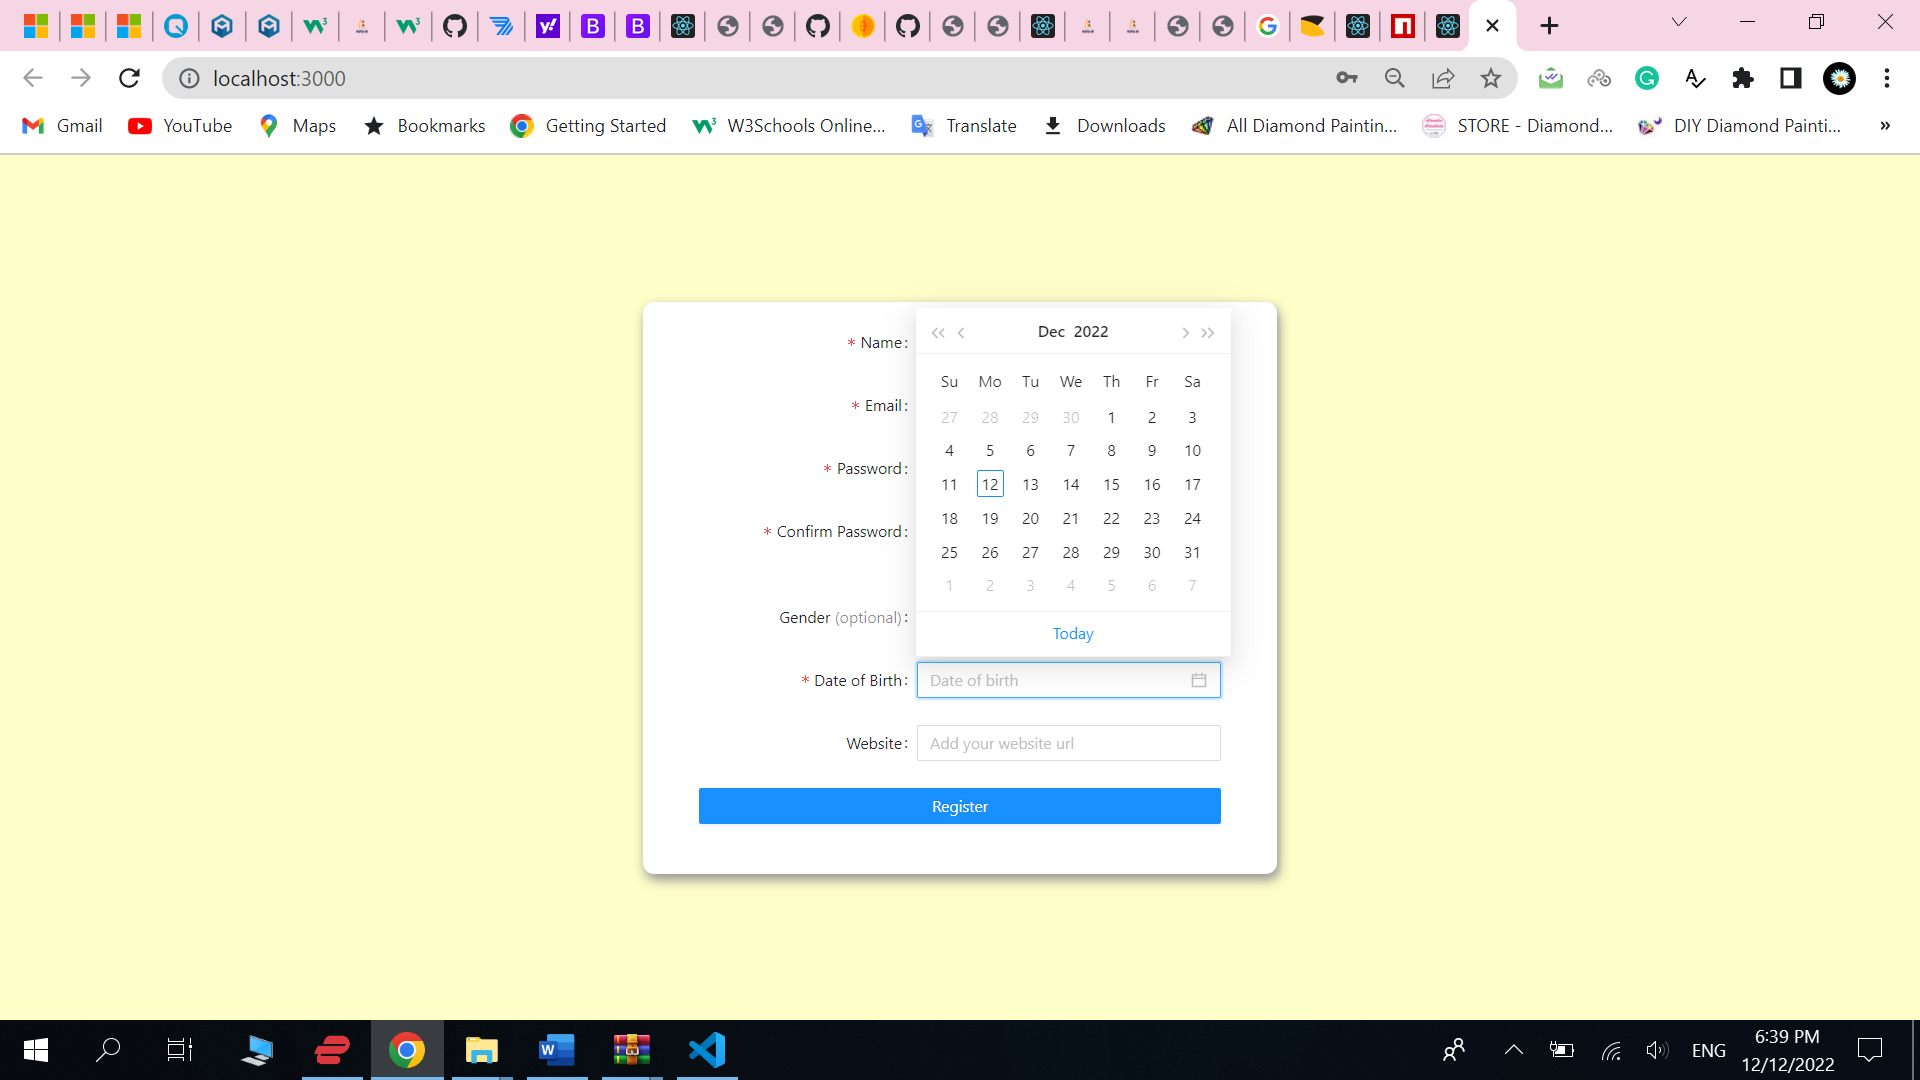 localhost:3000
Gmail YouTube Maps Bookmarks Getting Started W3Schools Online... Translate Downloads All Diamond Paintin... STORE - Diamond... DIY Diamond Painti... »
* Name:
* Email:
* Password:
* Confirm Password:
Gender (optional):
* Date of Birth:
Website:
Dec 2022
Su Mo Tu We Th Fr Sa
27 28 29 30 1 2 3
4 5 6 7 8 9 10
11 12 13 14 15 16 17
18 19 20 21 22 23 24
25 26 27 28 29 30 31
1 2 3 4 5 6 7
Today
Date of birth
Add your website url
Register
ENG
6:39 PM
12/12/2022